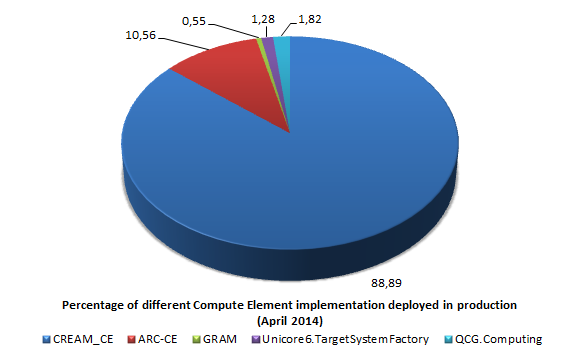 0,55
1,28
1,82
10,56
88,89
Percentage of different Compute Element implementation deployed in production
(April 2014)
CREAM_CE ARC-CE GRAM Unicore6.TargetSystemFactory QCG.Computing